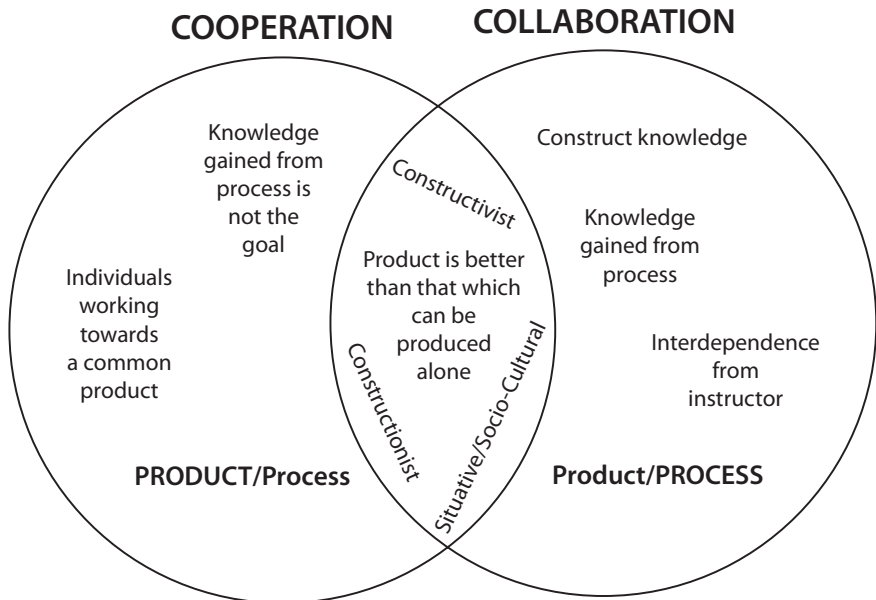 COOPERATION
COLLABORATION
Knowledge
gained from
process is
not the
goal
Individuals
working
towards
a common
product
PRODUCT/Process
Constructivist
Product is better
than that which
can be
produced
alone
Constructionist
Situative/Socio-Cultural
Construct knowledge
Knowledge
gained from
process
Interdependence
from
instructor
Product/PROCESS